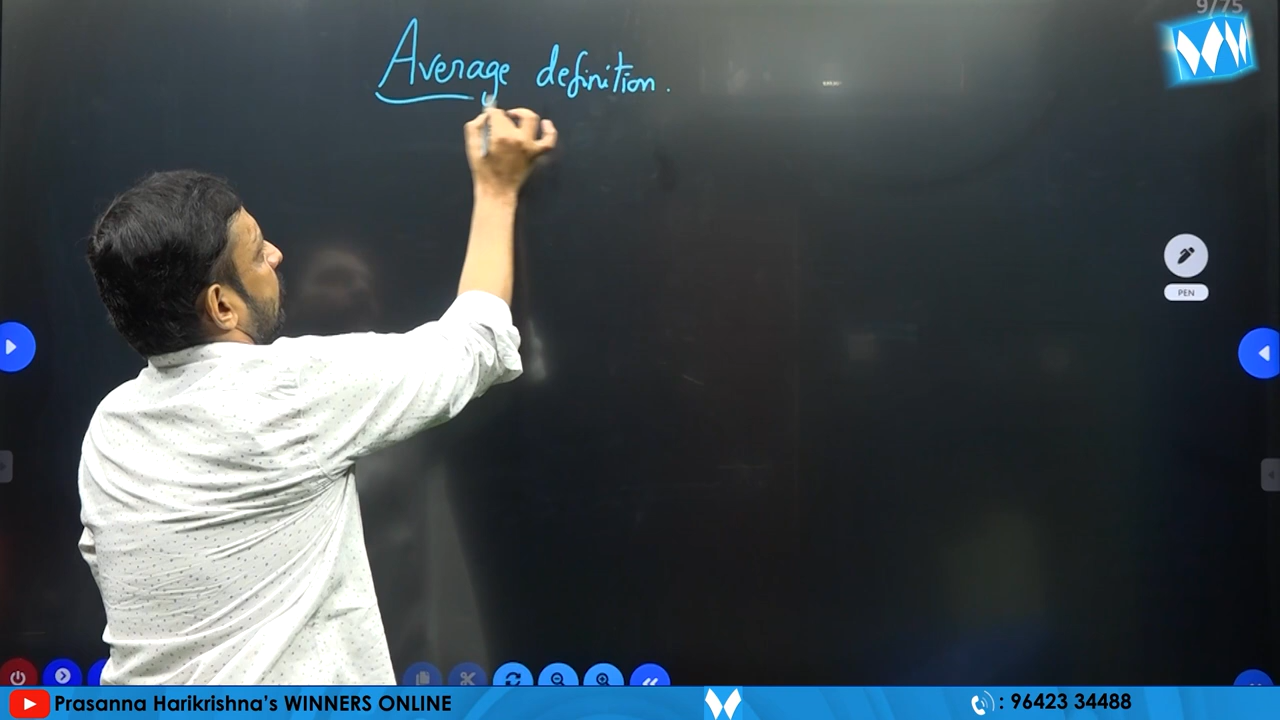 9/75
Average definition.
PEN
Prasanna Harikrishna's WINNERS ONLINE
: 96423 34488